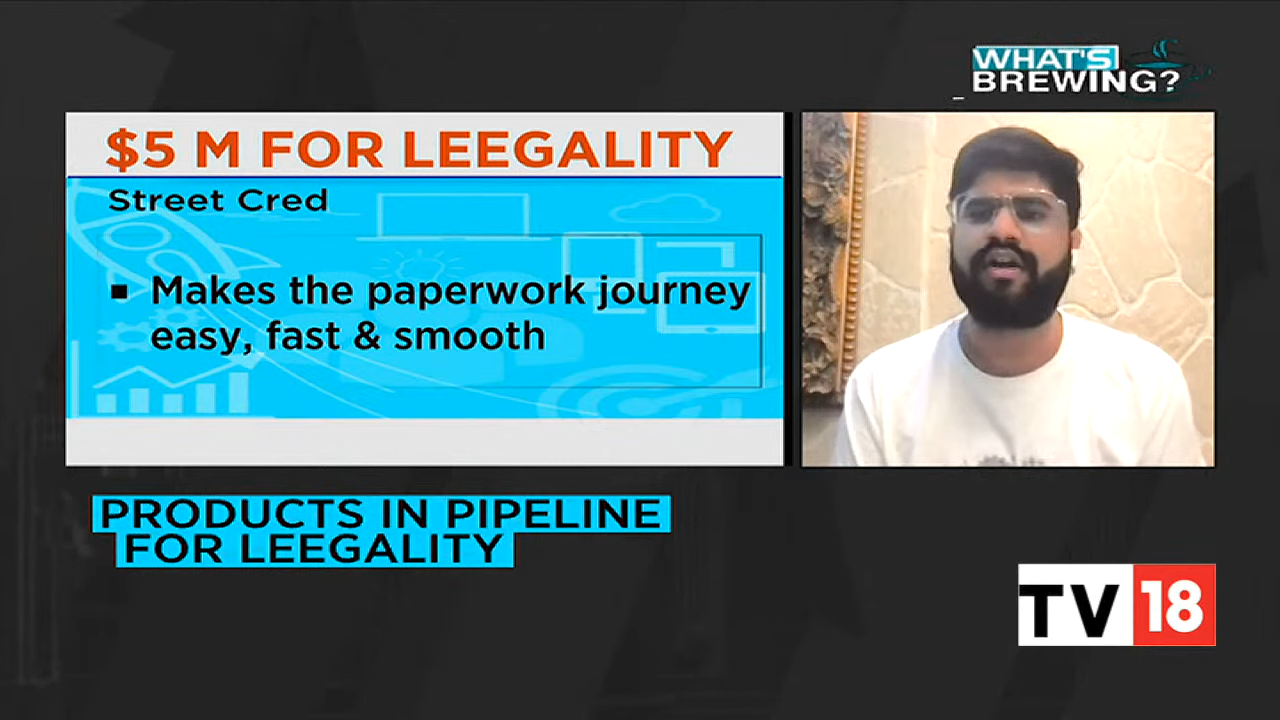 WHAT'S
BREWING?
$5 M FOR LEEGALITY
Street Cred
▪ Makes the paperwork journey
easy, fast & smooth
PRODUCTS IN PIPELINE
FOR LEEGALITY
TV18